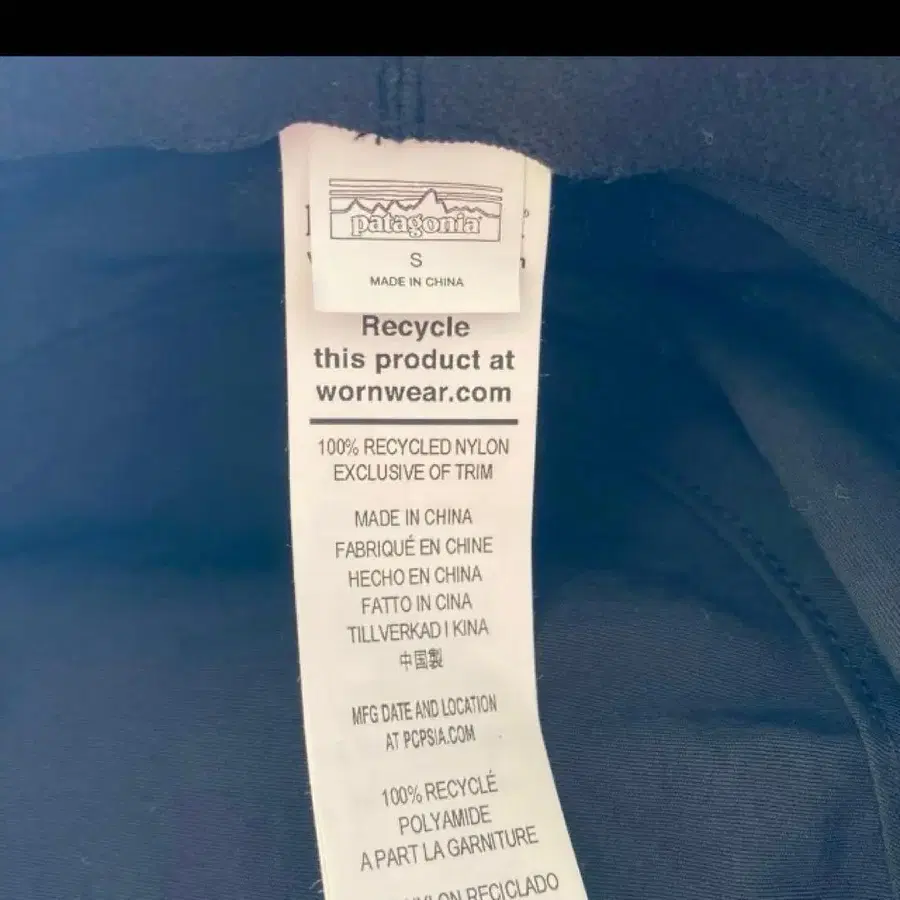 patagonia
S
MADE IN CHINA
Recycle
this product at
wornwear.com
100% RECYCLED NYLON
EXCLUSIVE OF TRIM
MADE IN CHINA
FABRIQUÉ EN CHINE
HECHO EN CHINA
FATTO IN CINA
TILLVERKAD I KINA
中国製
MFG DATE AND LOCATION
AT PCPSIA.COM
100% RECYCLÉ
POLYAMIDE
A PART LA GARNITURE
NYLON RECICLADO